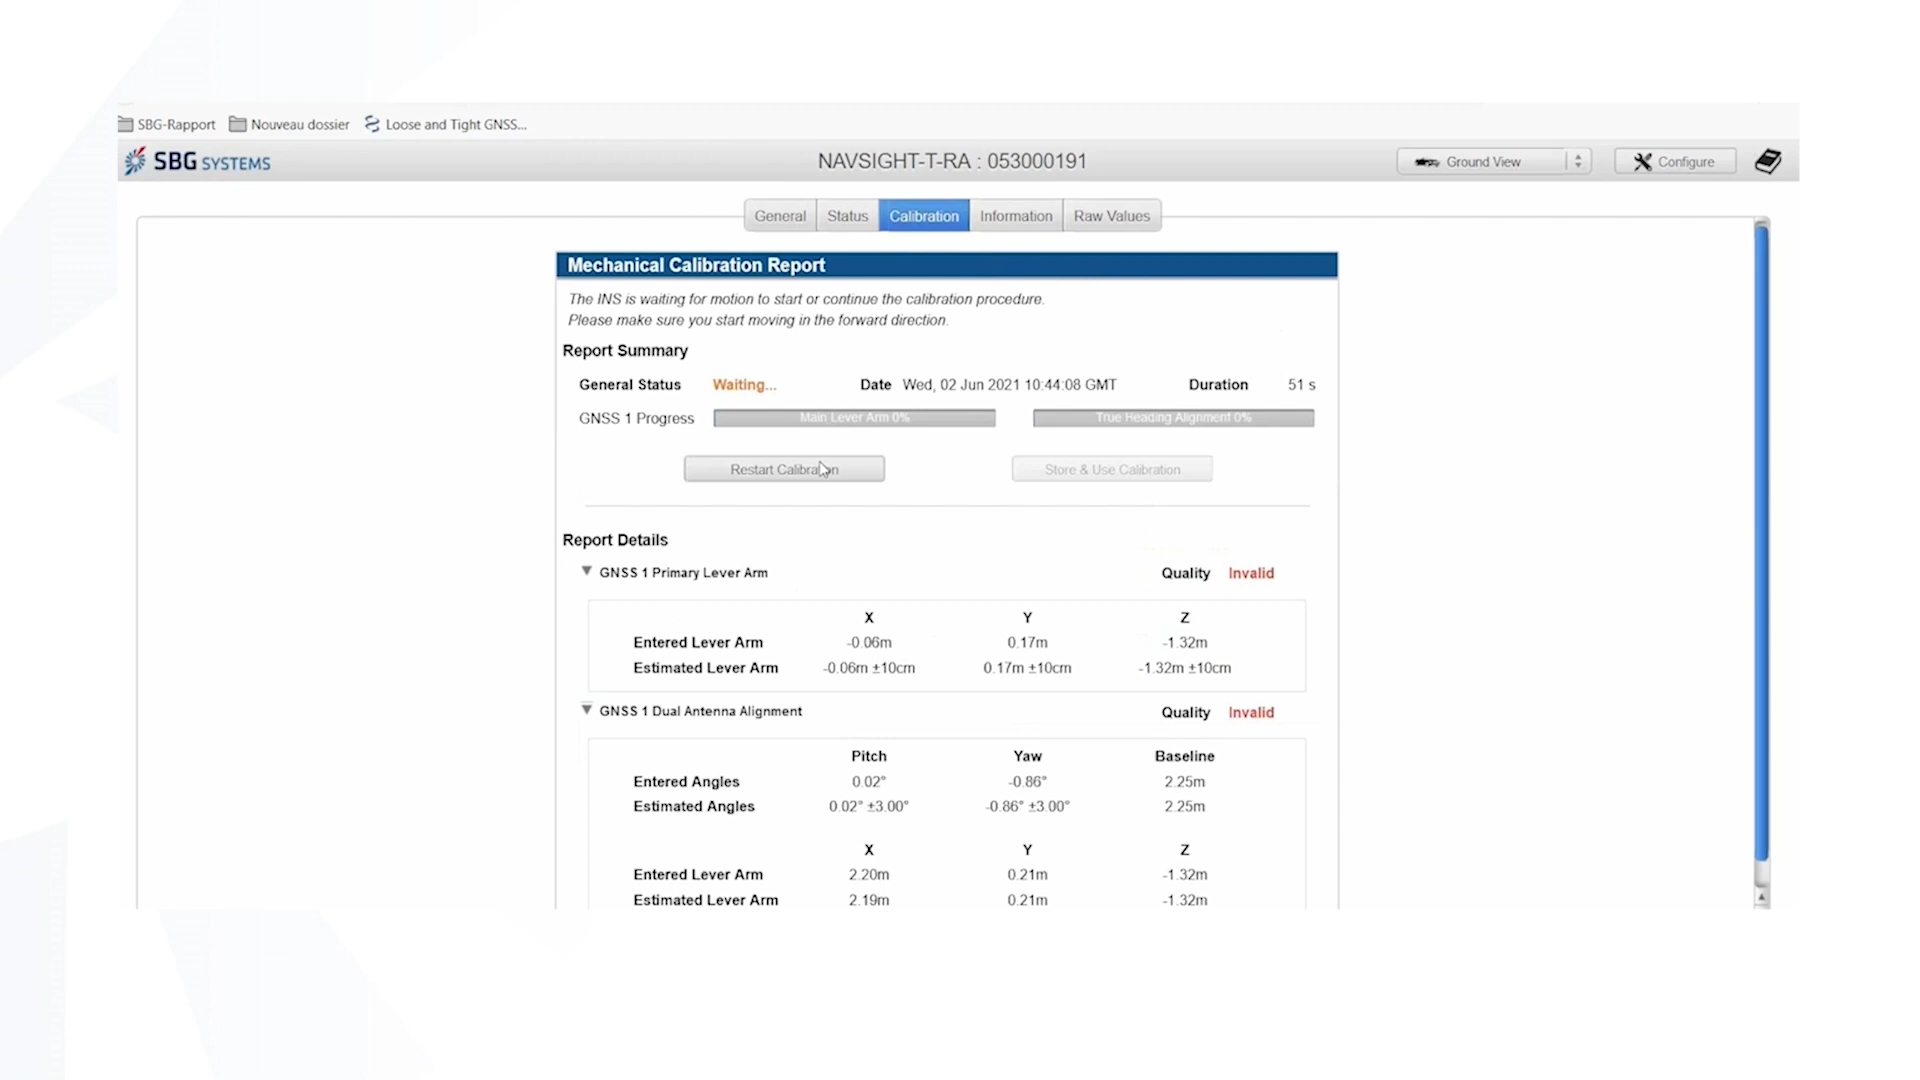 SBG-Rapport Nouveau dossier Loose and Tight GNSS...
SBG SYSTEMS NAVSIGHT-T-RA : 053000191 Ground View Configure
General Status Calibration Information Raw Values
Mechanical Calibration Report
The INS is waiting for motion to start or continue the calibration procedure.
Please make sure you start moving in the forward direction.
Report Summary
General Status Waiting... Date Wed, 02 Jun 2021 10:44:08 GMT Duration 51 s
GNSS 1 Progress Main Lever Arm 0% True Heading Alignment 0%
Restart Calibration Store & Use Calibration
Report Details
GNSS 1 Primary Lever Arm Quality Invalid
X Y Z
Entered Lever Arm -0.06m 0.17m -1.32m
Estimated Lever Arm -0.06m ±10cm 0.17m ±10cm -1.32m ±10cm
GNSS 1 Dual Antenna Alignment Quality Invalid
Pitch Yaw Baseline
Entered Angles 0.02° -0.86° 2.25m
Estimated Angles 0.02° ±3.00° -0.86° ±3.00° 2.25m
X Y Z
Entered Lever Arm 2.20m 0.21m -1.32m
Estimated Lever Arm 2.19m 0.21m -1.32m